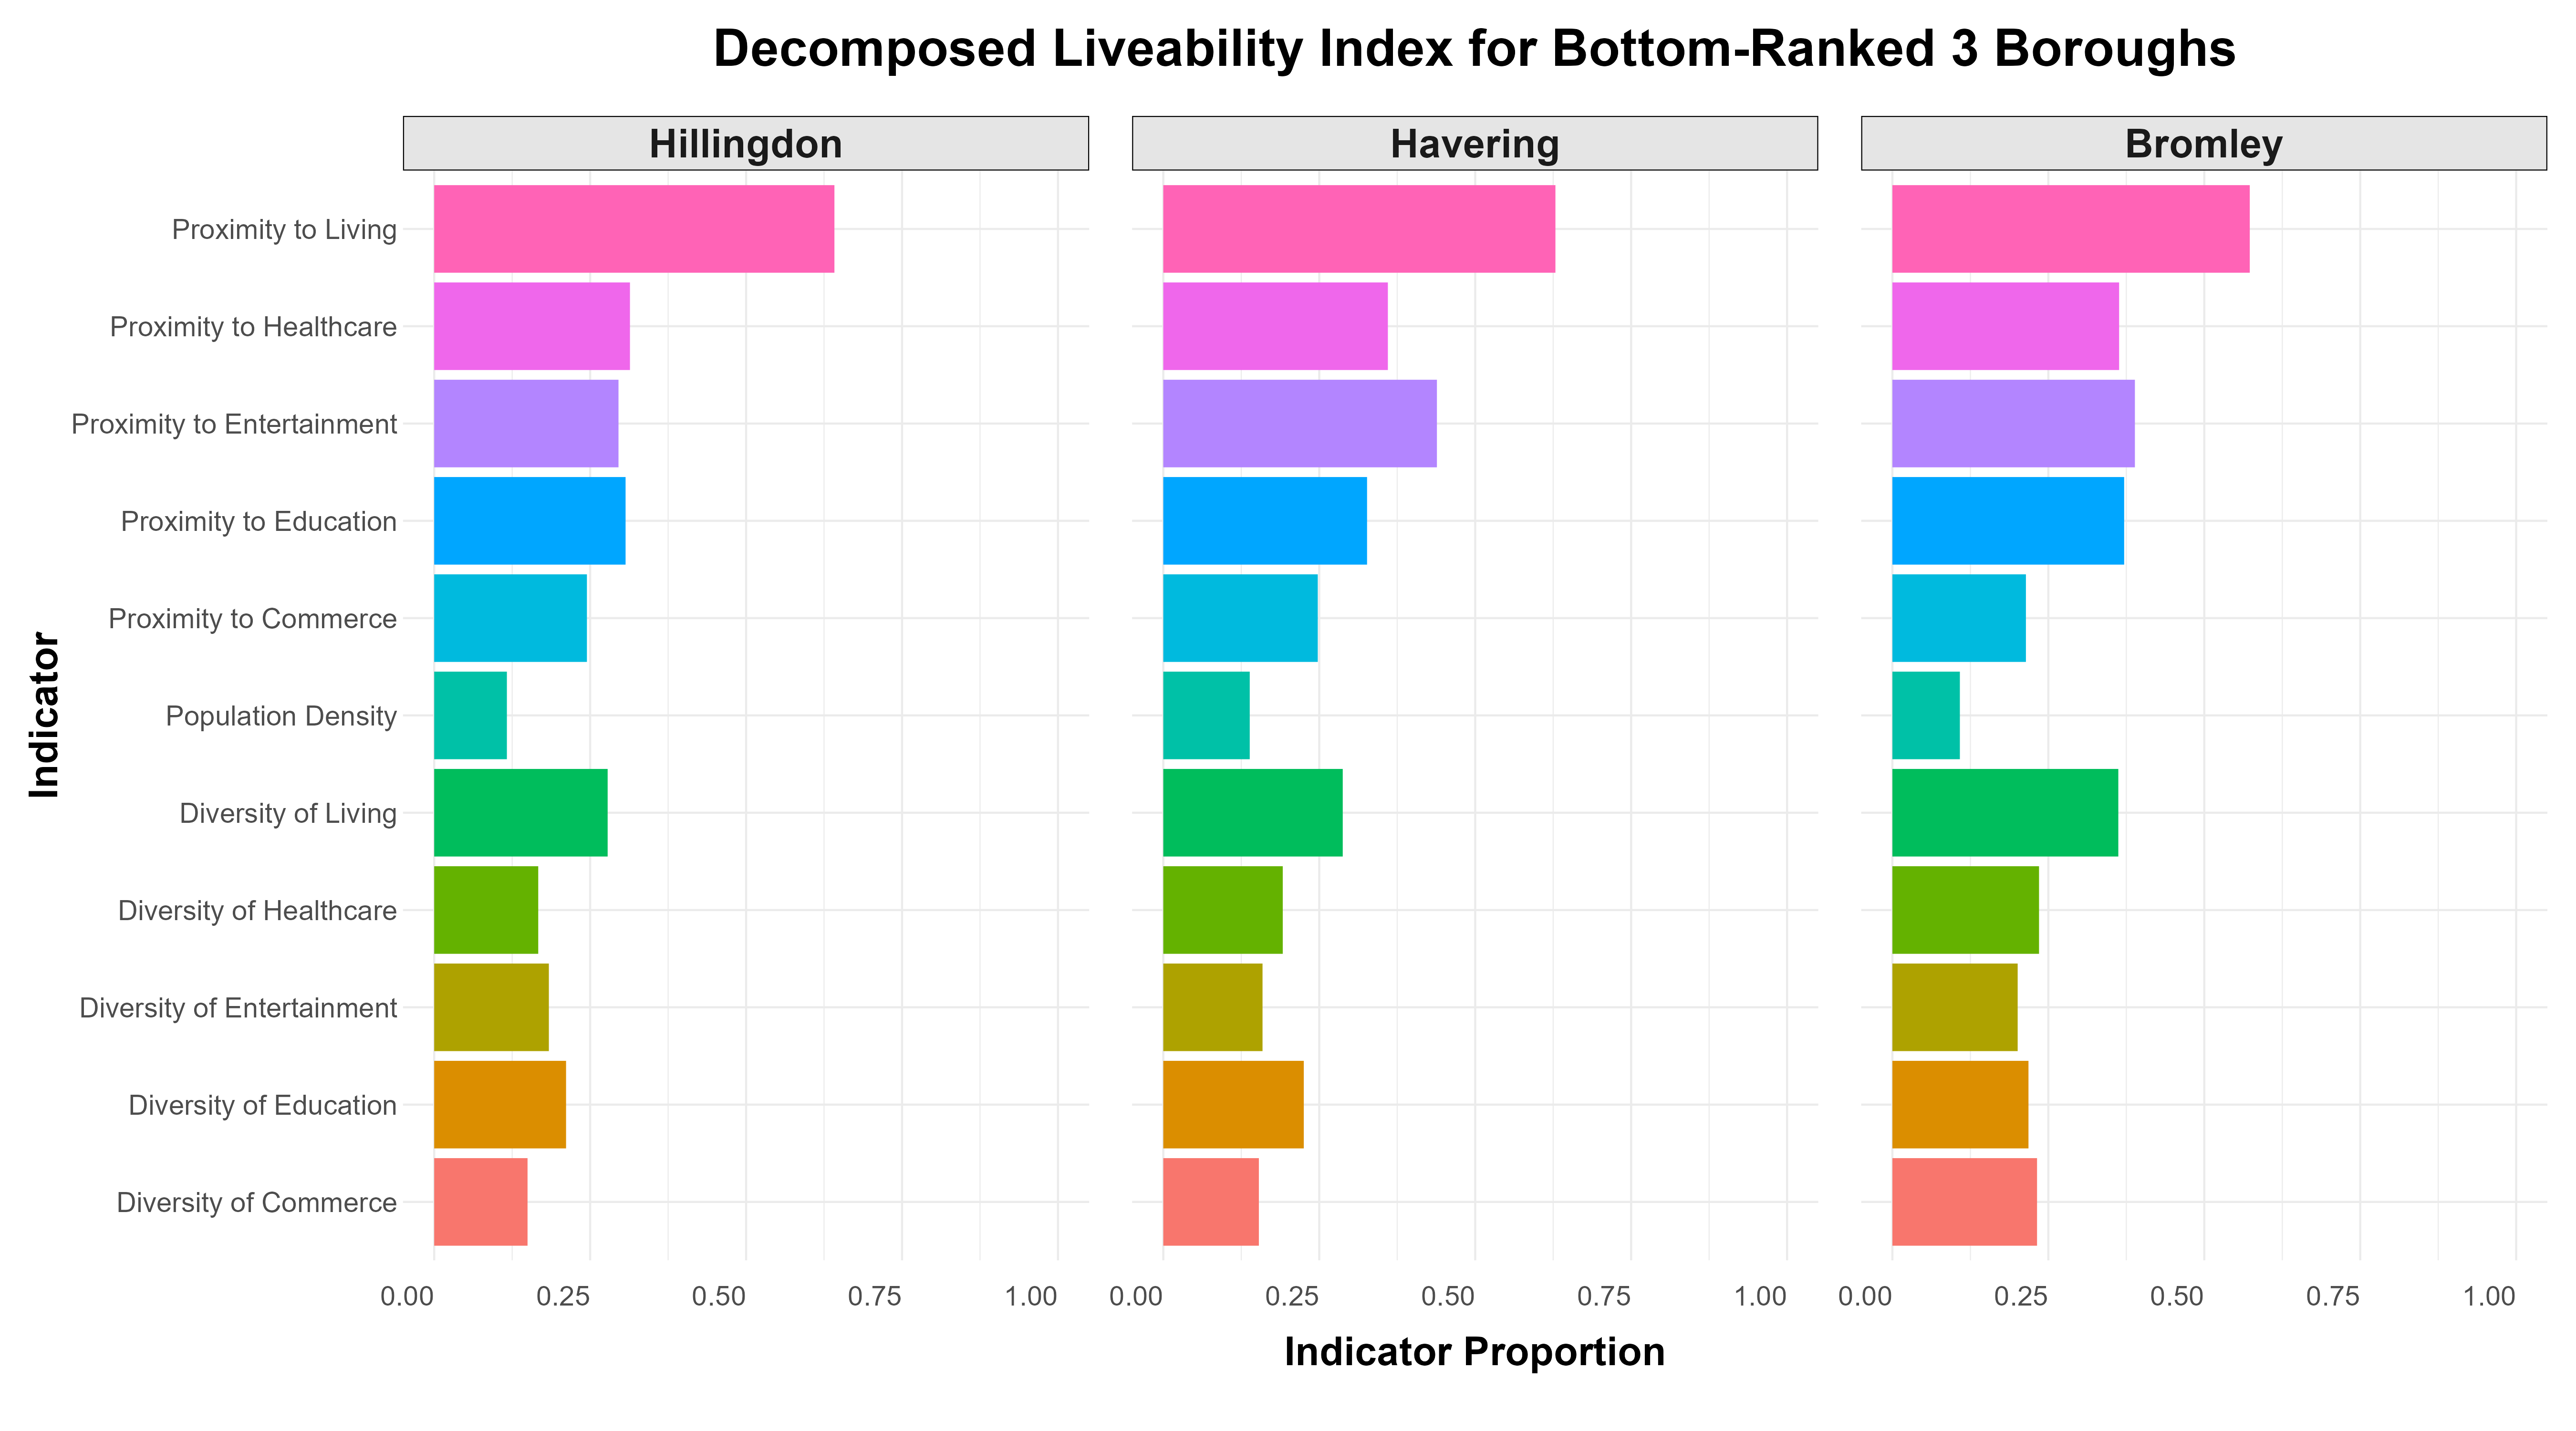 Decomposed Liveability Index for Bottom-Ranked 3 Boroughs
Hillingdon
Havering
Bromley
Indicator
Proximity to Living
Proximity to Healthcare
Proximity to Entertainment
Proximity to Education
Proximity to Commerce
Population Density
Diversity of Living
Diversity of Healthcare
Diversity of Entertainment
Diversity of Education
Diversity of Commerce
0.00 0.25 0.50 0.75 1.00
0.00 0.25 0.50 0.75 1.00
0.00 0.25 0.50 0.75 1.00
Indicator Proportion